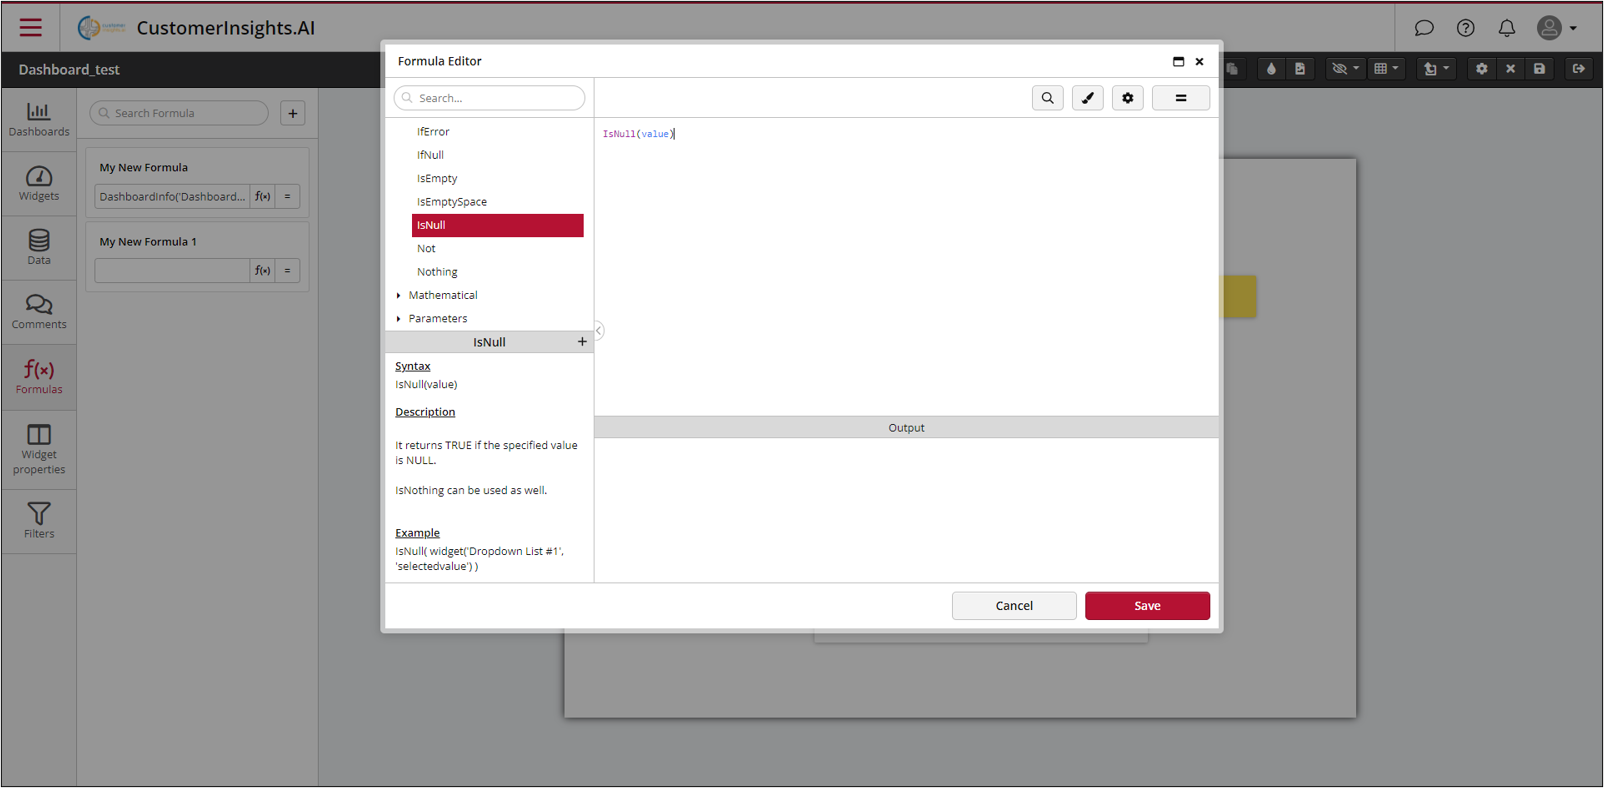 CustomerInsights.AI
Dashboard_test
Dashboards
Widgets
Data
Comments
f(x)
Formulas
Widget
properties
Filters
Search Formula
+
My New Formula
DashboardInfo('Dashboard... f(x) =
My New Formula 1
f(x) =
Formula Editor
Search...
IfError
IfNull
IsEmpty
IsEmptySpace
IsNull
Not
Nothing
Mathematical
Parameters
IsNull +
Syntax
IsNull(value)
Description
It returns TRUE if the specified value
is NULL.
IsNothing can be used as well.
Example
IsNull( widget('Dropdown List #1',
'selectedvalue') )
=
IsNull(value)
Output
Cancel
Save